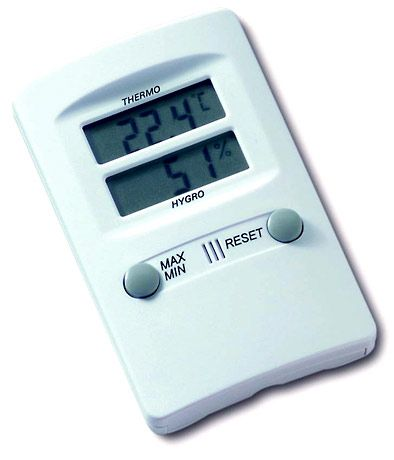 THERMO
22.4°C
51%
HYGRO
MAX
MIN
RESET